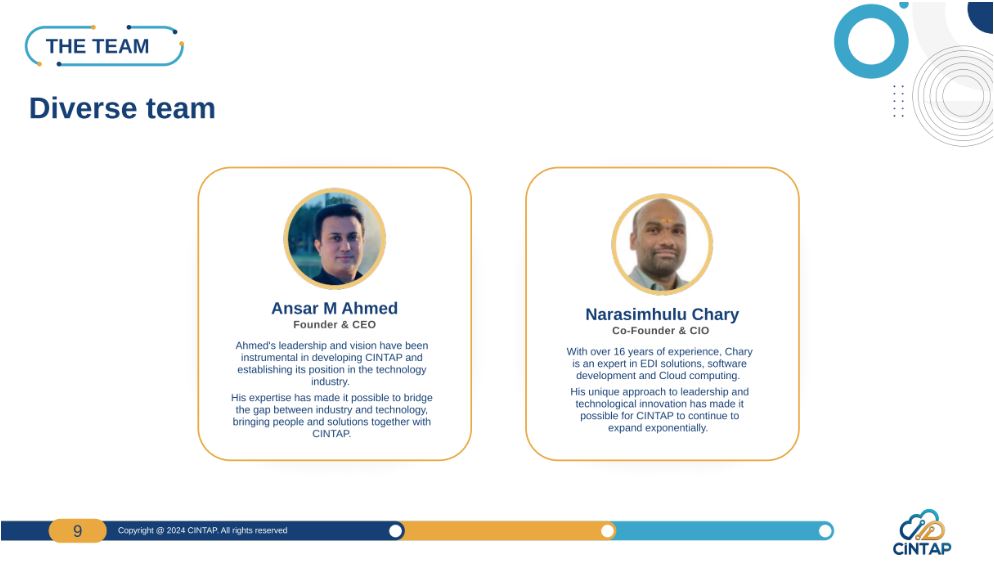 THE TEAM
Diverse team
Ansar M Ahmed
Founder & CEO
Ahmed's leadership and vision have been
instrumental in developing CINTAP and
establishing its position in the technology
industry.
His expertise has made it possible to bridge
the gap between industry and technology,
bringing people and solutions together with
CINTAP.
Narasimhulu Chary
Co-Founder & CIO
With over 16 years of experience, Chary
is an expert in EDI solutions, software
development and Cloud computing.
His unique approach to leadership and
technological innovation has made it
possible for CINTAP to continue to
expand exponentially.
9
Copyright @ 2024 CINTAP. All rights reserved
CiNTAP